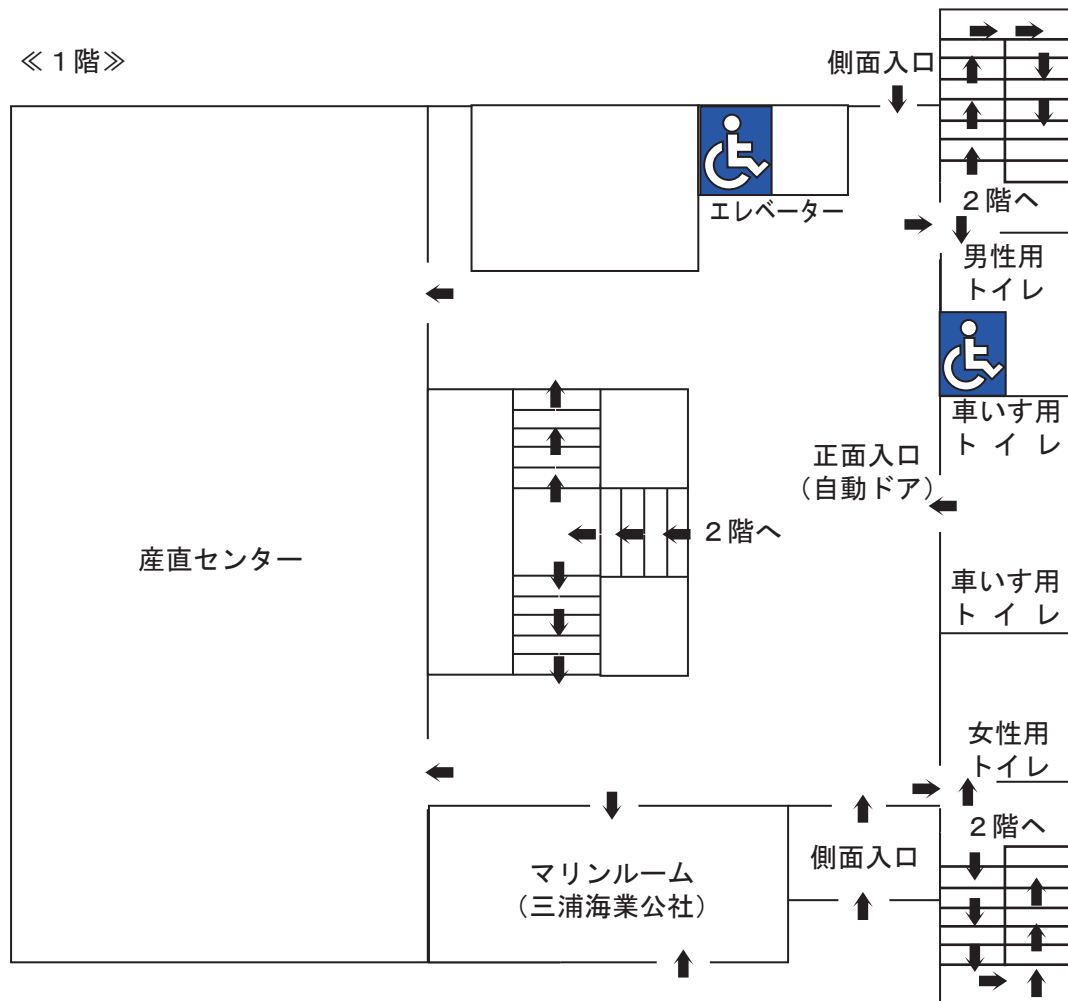 ≪１階≫
側面入口
２階へ
エレベーター
男性用
トイレ
車いす用
トイレ
正面入口
（自動ドア）
２階へ
産直センター
車いす用
トイレ
女性用
トイレ
２階へ
側面入口
マリンルーム
（三浦海業公社）